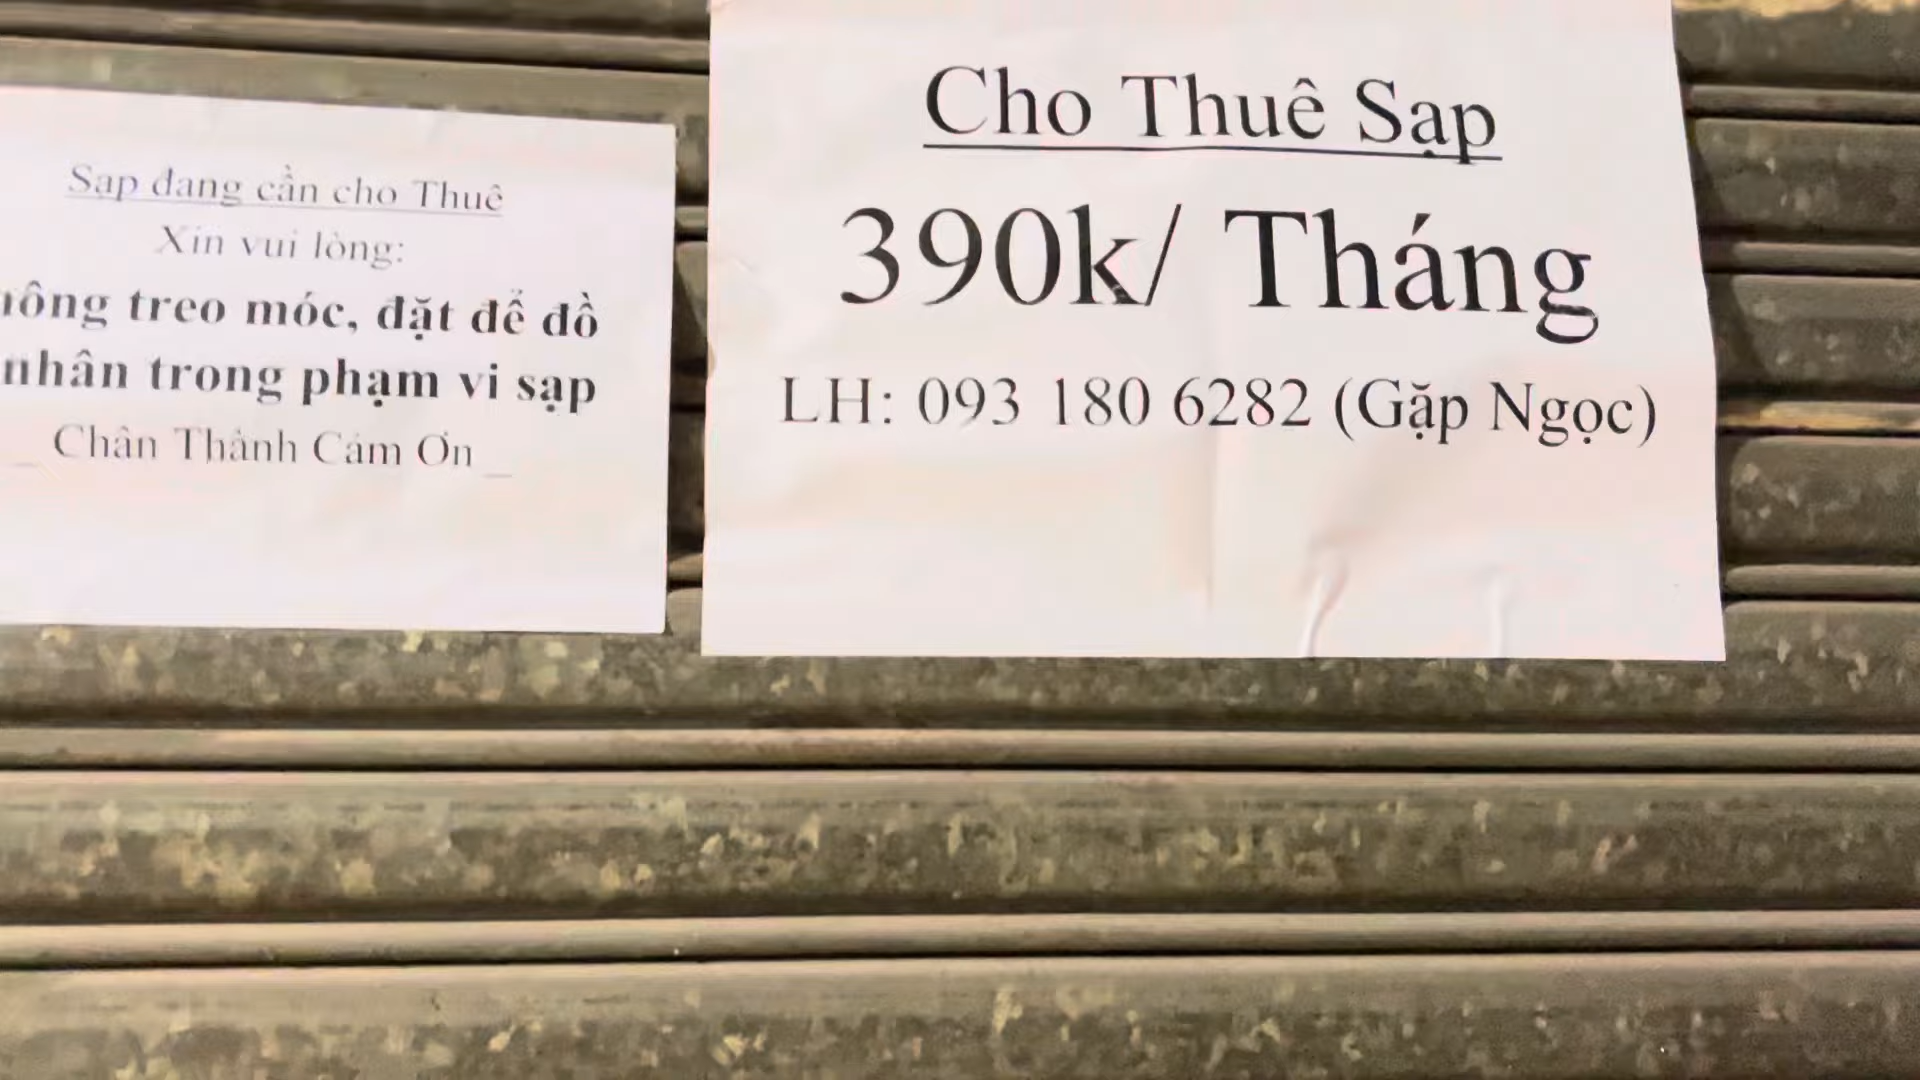 Sạp đang cần cho Thuê
Xin vui lòng:
treo móc, đặt để đồ
nhân trong phạm vi sạp
_ Chân Thành Cám Ơn _
Cho Thuê Sạp
390k/ Tháng
LH: 093 180 6282 (Gặp Ngọc)